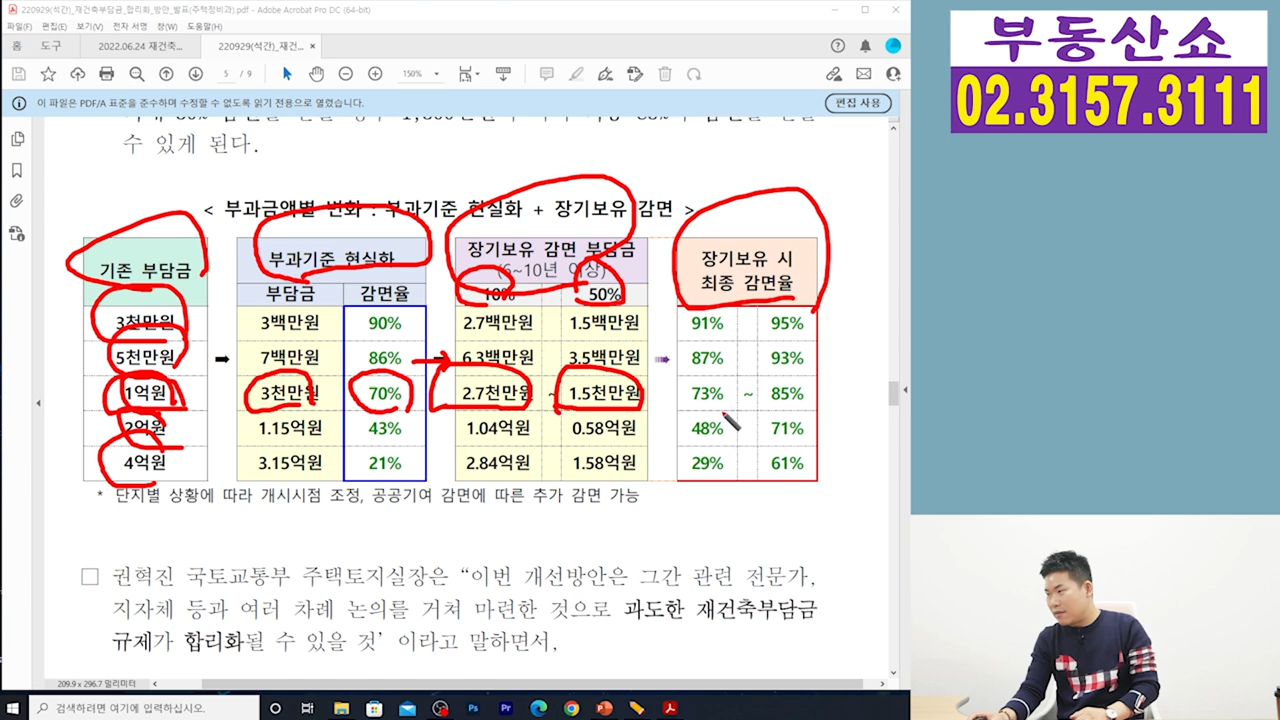 220929(석간)_재건축부담금_합리화_방안_발표(주택정비과).pdf - Adobe Acrobat Pro DC (64-bit)
파일(F) 편집(E) 보기(V) 전자 서명 창(W) 도움말(H)
홈 도구 2022.06.24 재건축... 220929(석간)_재건... ×
5 / 9 150%
이 파일은 PDF/A 표준을 준수하며 수정할 수 없도록 읽기 전용으로 열렸습니다. 편집 사용
부동산쇼
02.3157.3111
수 있게 된다.
< 부과금액별 변화 : 부과기준 현실화 + 장기보유 감면 >
기존 부담금 부과기준 현실화 장기보유 감면 부담금 장기보유 시
(6~10년 이상) 최종 감면율
부담금 감면율 10% 50%
3천만원 3백만원 90% 2.7백만원 1.5백만원 91% 95%
5천만원 ➡ 7백만원 86% 6.3백만원 3.5백만원 87% 93%
1억원 3천만원 70% 2.7천만원 ~ 1.5천만원 73% ~ 85%
2억원 1.15억원 43% 1.04억원 0.58억원 48% 71%
4억원 3.15억원 21% 2.84억원 1.58억원 29% 61%
* 단지별 상황에 따라 개시시점 조정, 공공기여 감면에 따른 추가 감면 가능
□ 권혁진 국토교통부 주택토지실장은 “이번 개선방안은 그간 관련 전문가,
지자체 등과 여러 차례 논의를 거쳐 마련한 것으로 과도한 재건축부담금
규제가 합리화될 수 있을 것’ 이라고 말하면서,
209.9 x 296.7 밀리미터
검색하려면 여기에 입력하십시오.